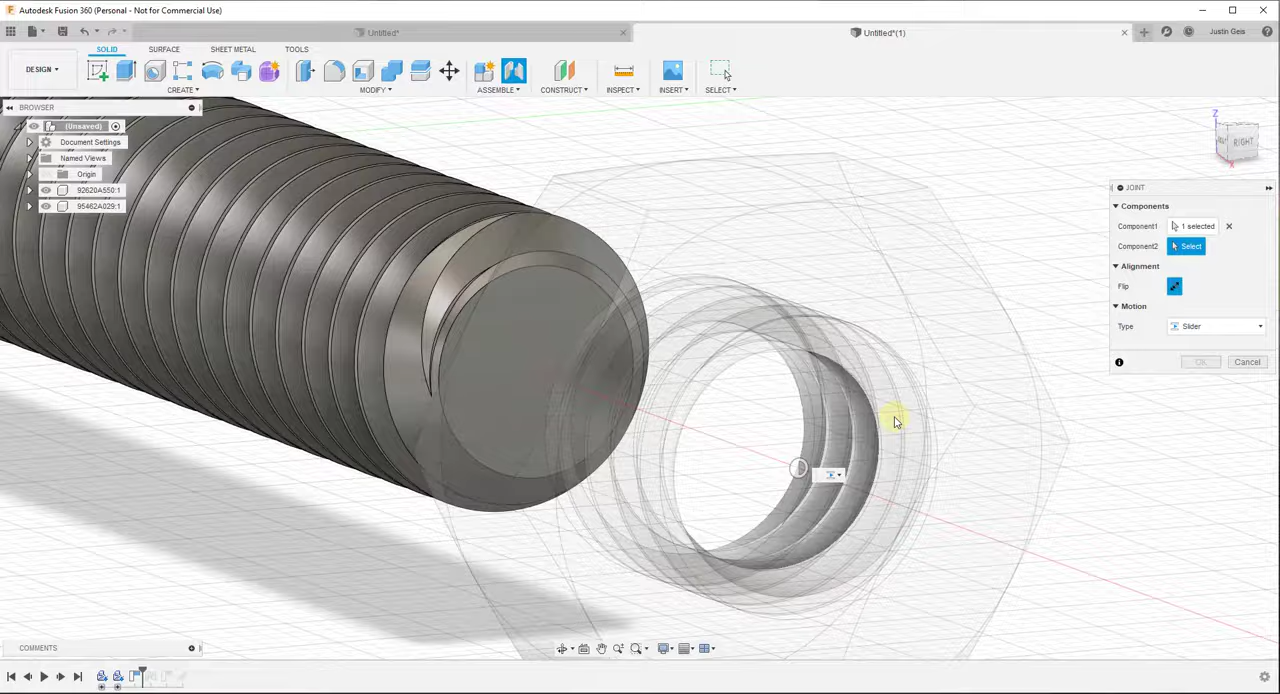 Autodesk Fusion 360 (Personal - Not for Commercial Use)
Untitled*
Untitled*(1)
Justin Geis
SOLID SURFACE SHEET METAL TOOLS
DESIGN
CREATE MODIFY ASSEMBLE CONSTRUCT INSPECT INSERT SELECT
BROWSER
(Unsaved)
Document Settings
Named Views
Origin
92620A550:1
95462A029:1
Z
RIGHT
JOINT
Components
Component1 1 selected
Component2 Select
Alignment
Flip
Motion
Type Slider
OK Cancel
COMMENTS